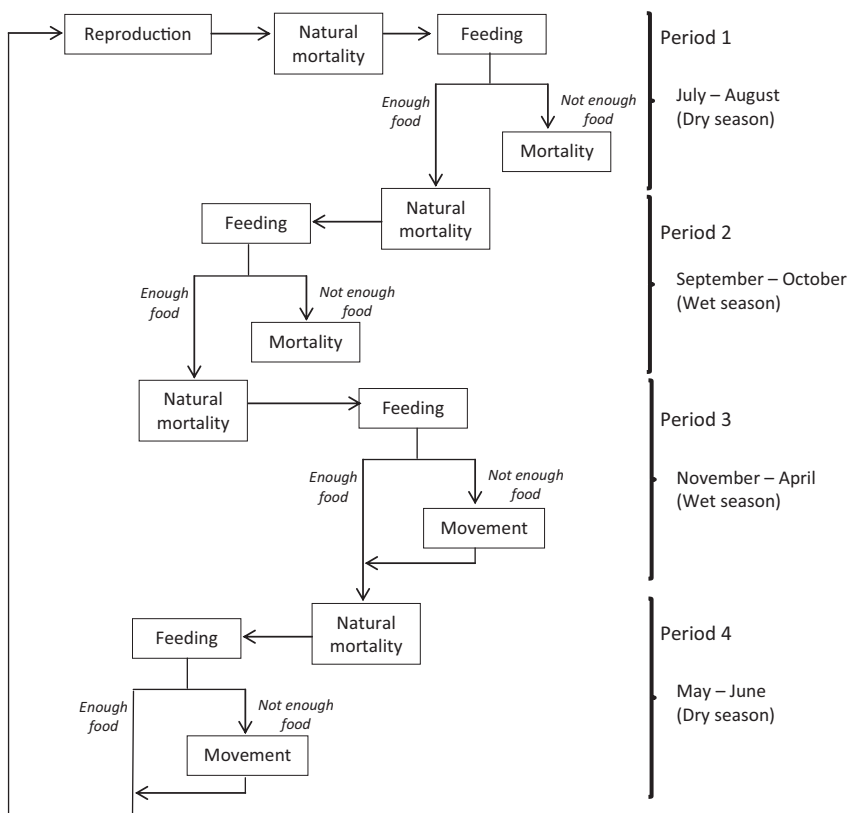 Reproduction
Natural
mortality
Feeding
Period 1
Enough
food
Not enough
food
July – August
(Dry season)
Mortality
Natural
mortality
Feeding
Period 2
Enough
food
Not enough
food
September – October
(Wet season)
Mortality
Natural
mortality
Feeding
Period 3
Enough
food
Not enough
food
November – April
(Wet season)
Movement
Natural
mortality
Feeding
Period 4
Enough
food
Not enough
food
May – June
(Dry season)
Movement